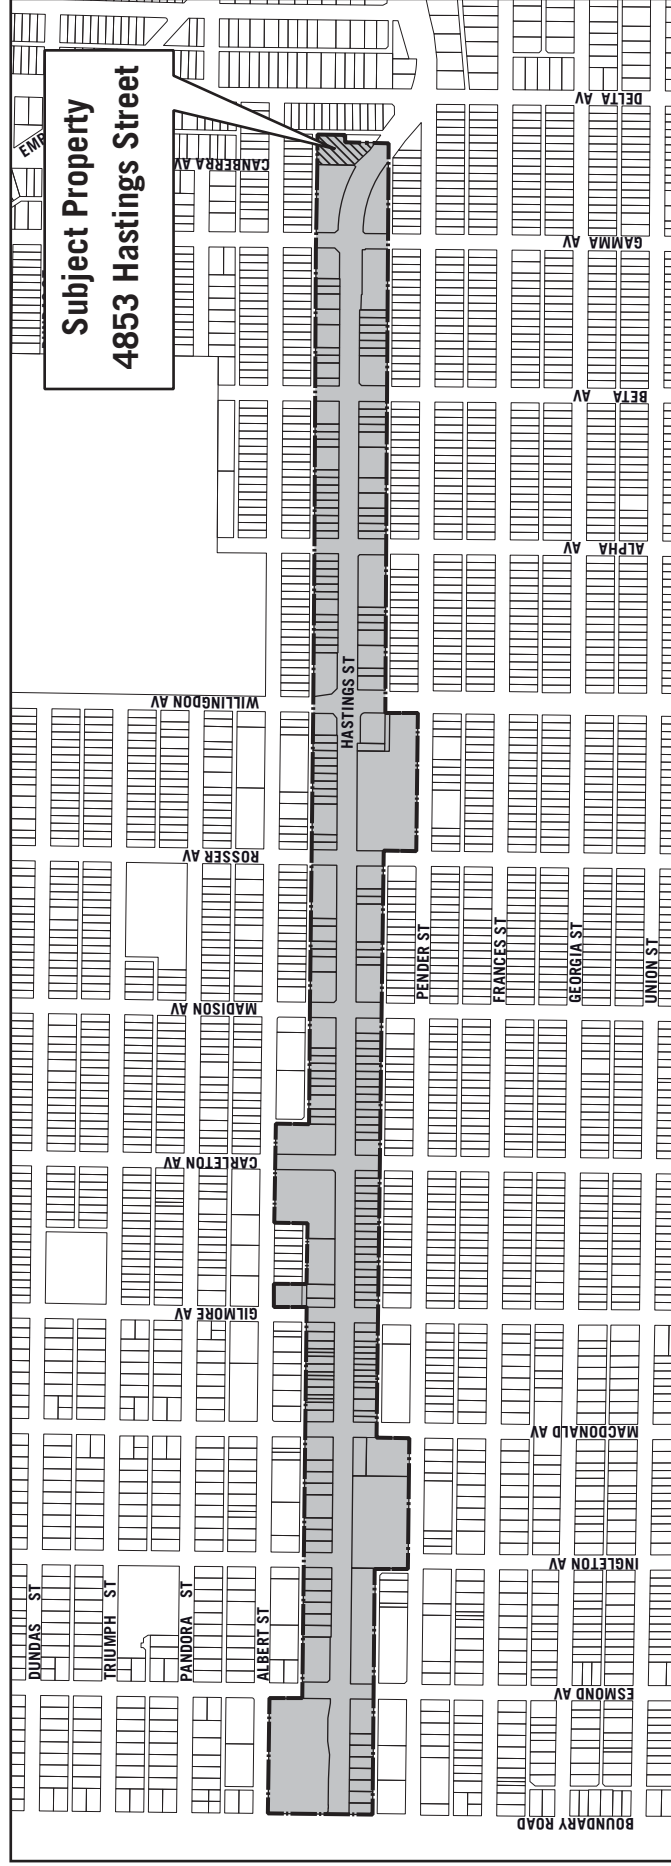 Subject Property
4853 Hastings Street
EMP
CANBERRA AV
DELTA AV
GAMMA AV
BETA AV
ALPHA AV
WILLINGDON AV
HASTINGS ST
ROSSER AV
MADISON AV
PENDER ST
FRANCES ST
GEORGIA ST
UNION ST
CARLETON AV
GILMORE AV
MACDONALD AV
INGLETON AV
DUNDAS ST
TRIUMPH ST
PANDORA ST
ALBERT ST
ESMOND AV
BOUNDARY ROAD